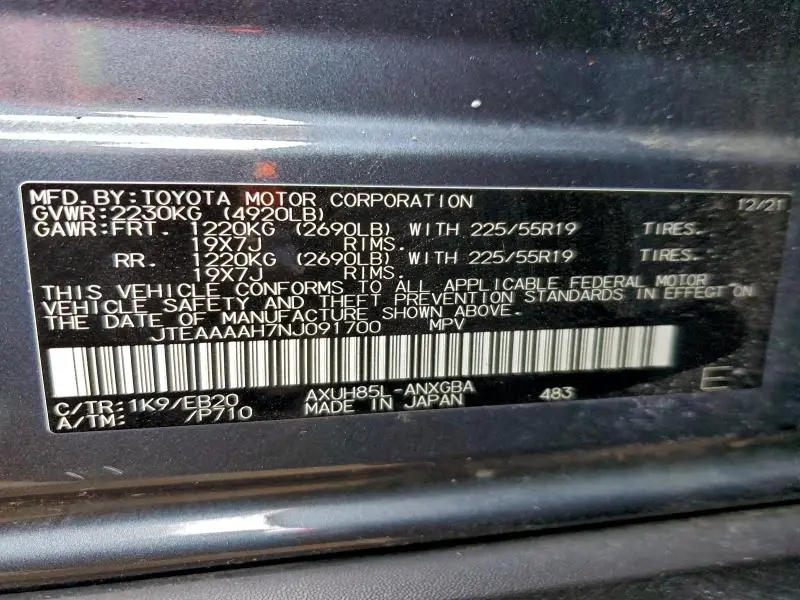 MFD. BY: TOYOTA MOTOR CORPORATION 12/21
GVWR: 2230KG (4920LB)
GAWR: FRT. 1220KG (2690LB) WITH 225/55R19 TIRES.
19X7J RIMS.
RR. 1220KG (2690LB) WITH 225/55R19 TIRES.
19X7J RIMS.
THIS VEHICLE CONFORMS TO ALL APPLICABLE FEDERAL MOTOR
VEHICLE SAFETY AND THEFT PREVENTION STANDARDS IN EFFECT ON
THE DATE OF MANUFACTURE SHOWN ABOVE.
JTEAAAAH7NJ091700 MPV
C/TR: 1K9/EB20 AXUH85L-ANXGBA 483 E
A/TM: /P710 MADE IN JAPAN